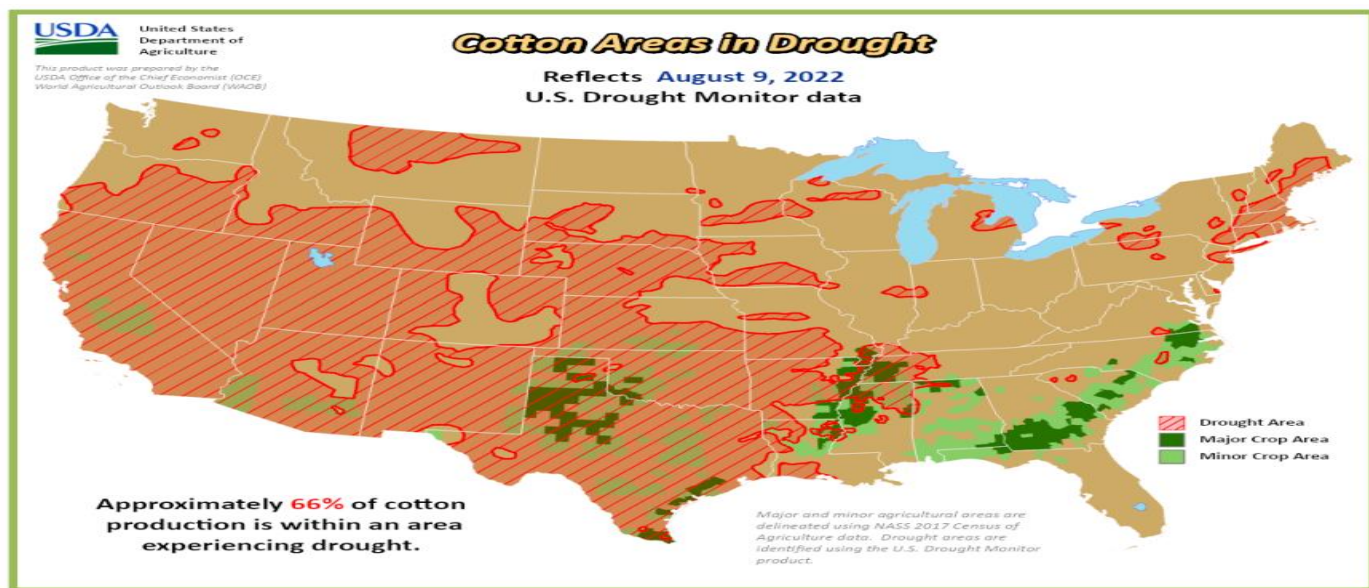 USDA
United States
Department of
Agriculture
This product was prepared by the
USDA Office of the Chief Economist (OCE)
World Agricultural Outlook Board (WAOB)
Cotton Areas in Drought
Reflects August 9, 2022
U.S. Drought Monitor data
Drought Area
Major Crop Area
Minor Crop Area
Approximately 66% of cotton
production is within an area
experiencing drought.
Major and minor agricultural areas are
delineated using NASS 2017 Census of
Agriculture data. Drought areas are
identified using the U.S. Drought Monitor
product.